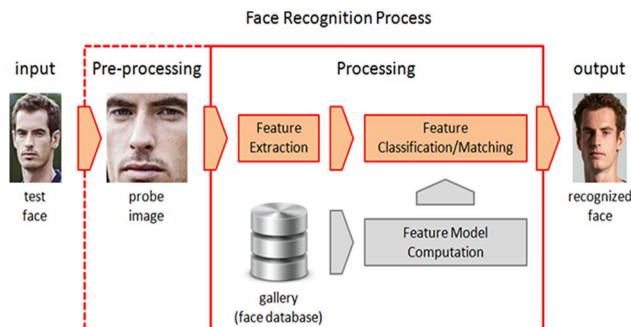 Face Recognition Process
input
Pre-processing
Processing
output
Feature
Extraction
Feature
Classification/Matching
test
face
probe
image
recognized
face
Feature Model
Computation
gallery
(face database)